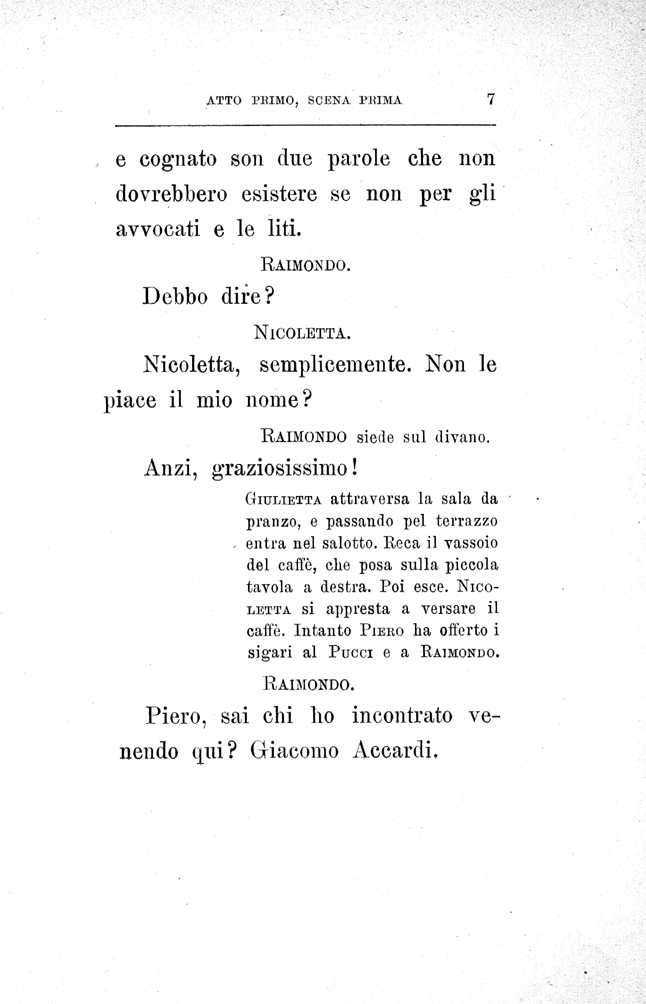 ATTO PRIMO, SCENA PRIMA 7
e cognato son due parole che non
dovrebbero esistere se non per gli
avvocati e le liti.
RAIMONDO.
Debbo dire?
NICOLETTA.
Nicoletta, semplicemente. Non le
piace il mio nome?
RAIMONDO siede sul divano.
Anzi, graziosissimo!
GIULIETTA attraversa la sala da
pranzo, e passando pel terrazzo
entra nel salotto. Reca il vassoio
del caffè, che posa sulla piccola
tavola a destra. Poi esce. NICO-
LETTA si appresta a versare il
caffè. Intanto PIERO ha offerto i
sigari al PUCCI e a RAIMONDO.
RAIMONDO.
Piero, sai chi ho incontrato ve-
nendo qui? Giacomo Accardi.